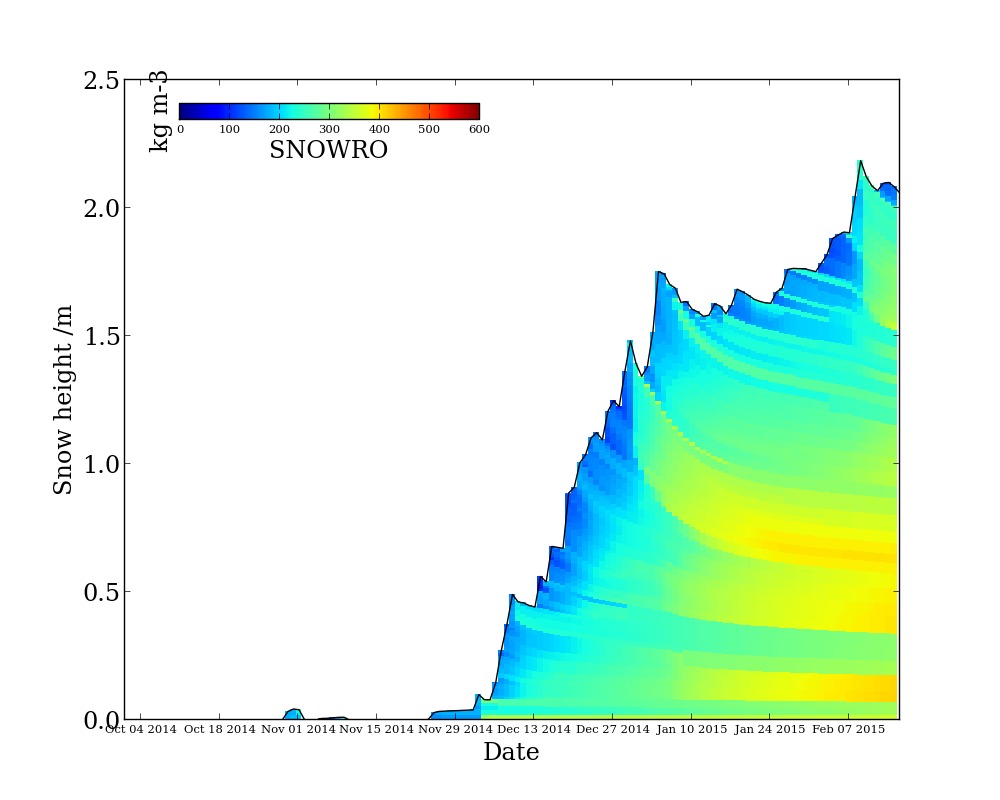 2.5
kg m-3
0 100 200 300 400 500 600
SNOWRO
2.0
1.5
Snow height /m
1.0
0.5
0.0
Oct 04 2014 Oct 18 2014 Nov 01 2014 Nov 15 2014 Nov 29 2014 Dec 13 2014 Dec 27 2014 Jan 10 2015 Jan 24 2015 Feb 07 2015
Date